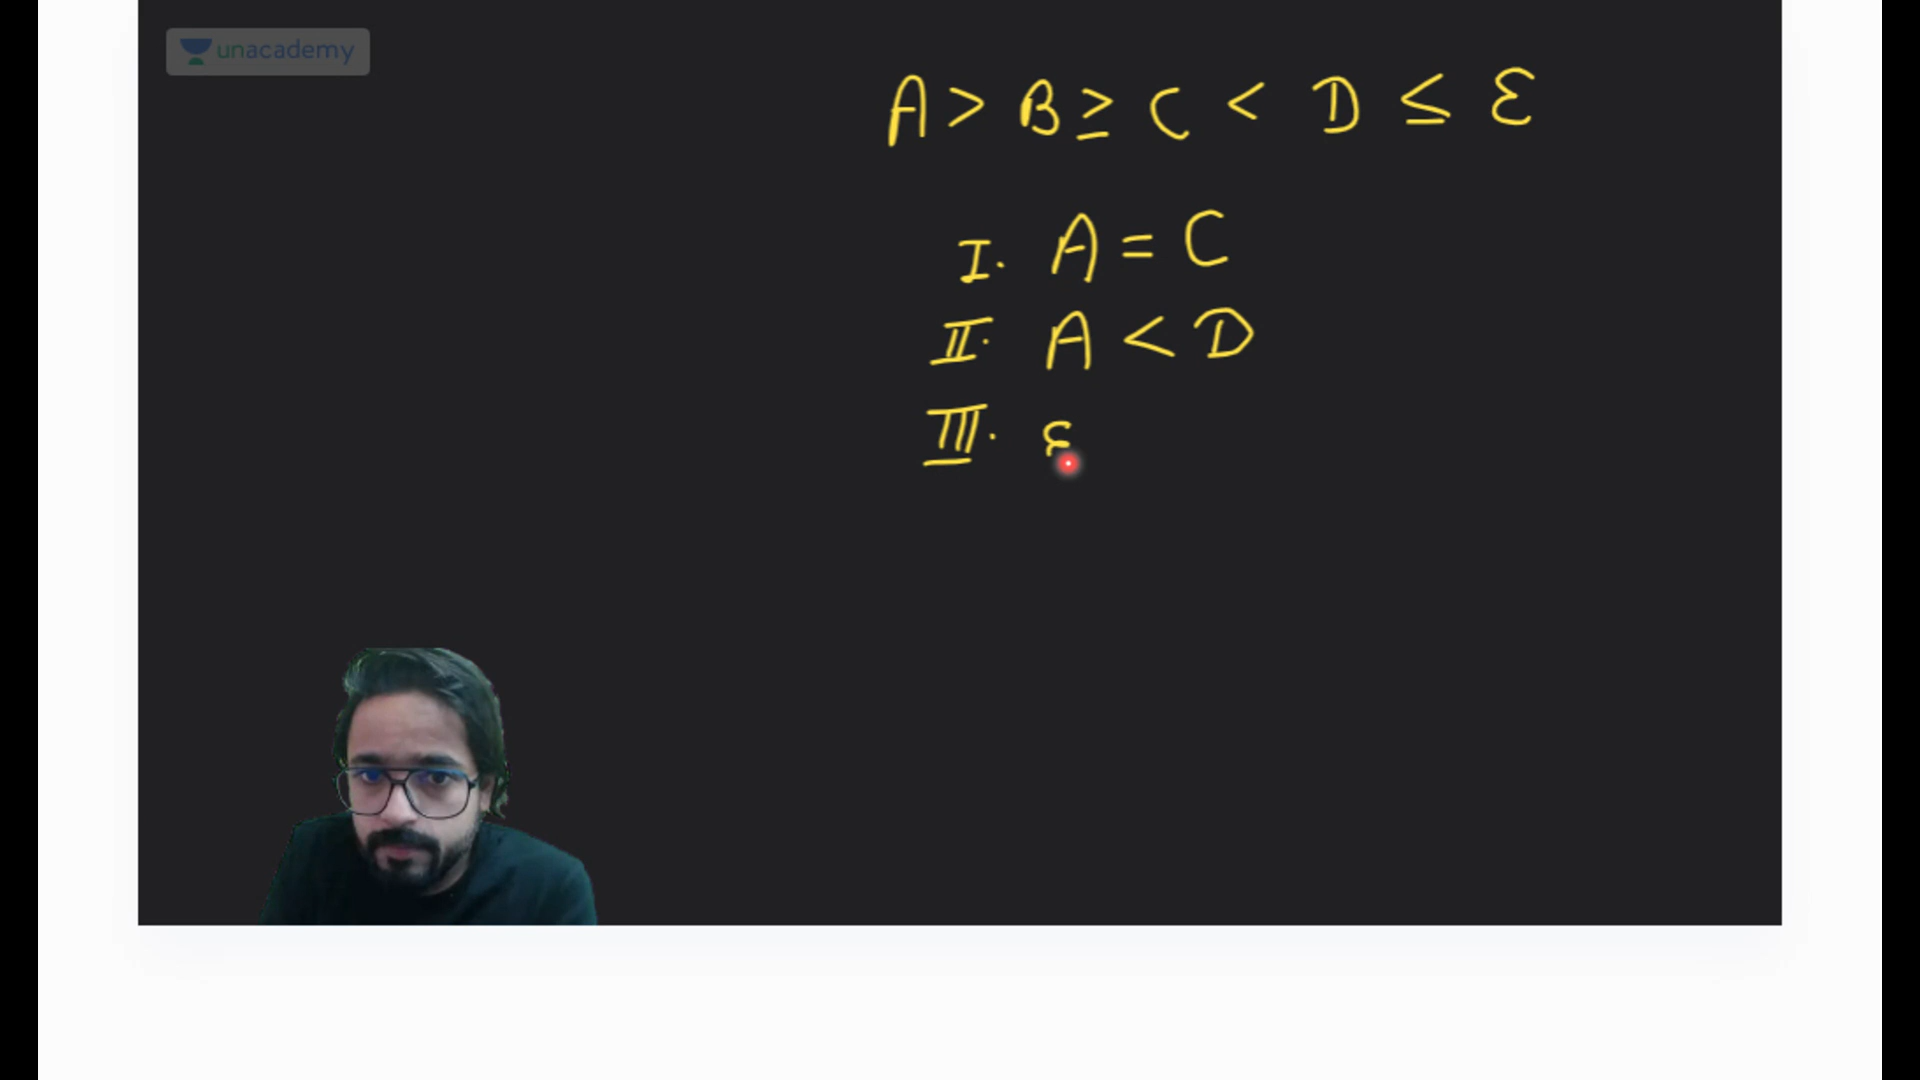 unacademy
A > B ≥ C < D ≤ E
I. A = C
II. A < D
III. E